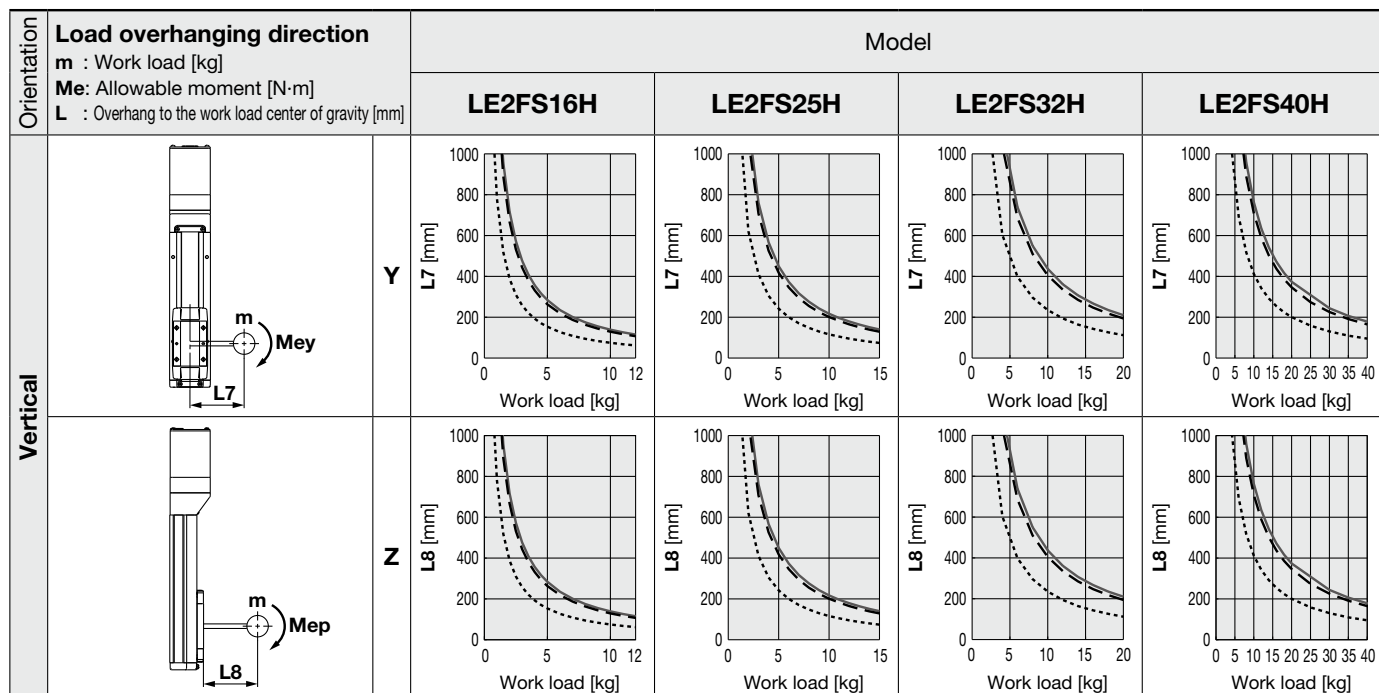 Orientation
Load overhanging direction
m : Work load [kg]
Me: Allowable moment [N·m]
L : Overhang to the work load center of gravity [mm]
Model
LE2FS16H
LE2FS25H
LE2FS32H
LE2FS40H
Vertical
m
Mey
L7
Y
L7 [mm]
1000
800
600
400
200
0
0 5 10 12
Work load [kg]
L7 [mm]
1000
800
600
400
200
0
0 5 10 15
Work load [kg]
L7 [mm]
1000
800
600
400
200
0
0 5 10 15 20
Work load [kg]
L7 [mm]
1000
800
600
400
200
0
0 5 10 15 20 25 30 35 40
Work load [kg]
m
Mep
L8
Z
L8 [mm]
1000
800
600
400
200
0
0 5 10 12
Work load [kg]
L8 [mm]
1000
800
600
400
200
0
0 5 10 15
Work load [kg]
L8 [mm]
1000
800
600
400
200
0
0 5 10 15 20
Work load [kg]
L8 [mm]
1000
800
600
400
200
0
0 5 10 15 20 25 30 35 40
Work load [kg]